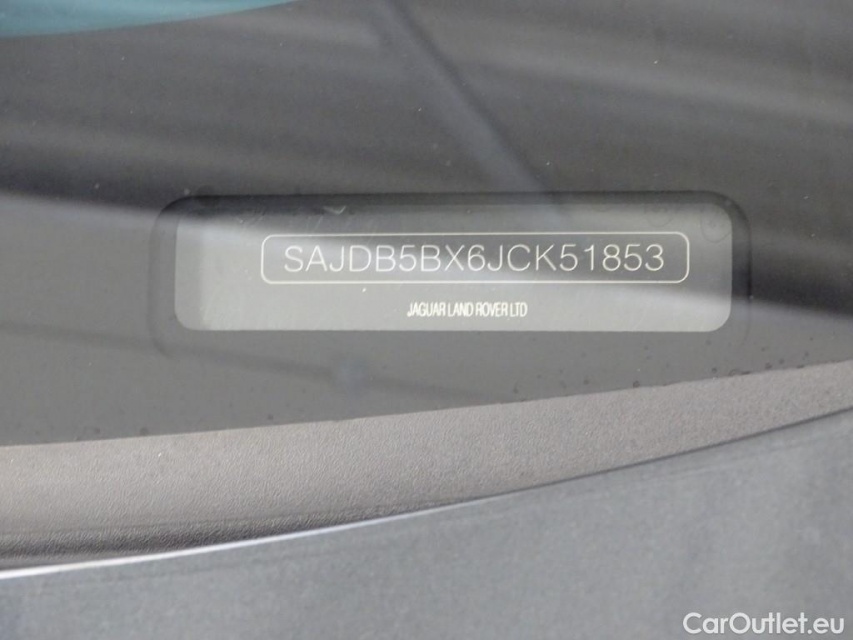 SAJDB5BX6JCK51853
JAGUAR LAND ROVER LTD
CarOutlet.eu